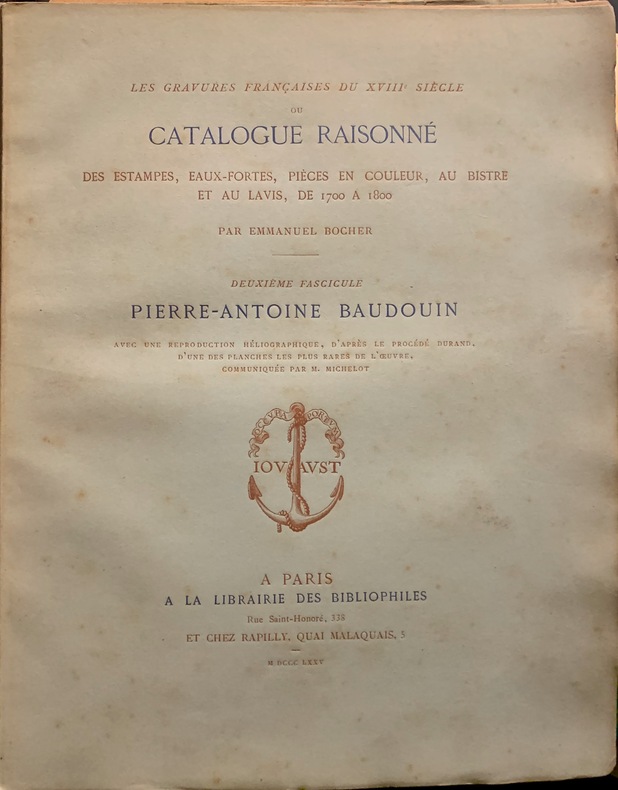 LES GRAVURES FRANÇAISES DU XVIIIe SIÈCLE
OU
CATALOGUE RAISONNÉ
DES ESTAMPES, EAUX-FORTES, PIÈCES EN COULEUR, AU BISTRE
ET AU LAVIS, DE 1700 A 1800
PAR EMMANUEL BOCHER
DEUXIÈME FASCICULE
PIERRE-ANTOINE BAUDOUIN
AVEC UNE REPRODUCTION HÉLIOGRAPHIQUE, D'APRÈS LE PROCÉDÉ DURAND,
D'UNE DES PLANCHES LES PLUS RARES DE L'ŒUVRE,
COMMUNIQUÉE PAR M. MICHELOT
IOVAVST
A PARIS
A LA LIBRAIRIE DES BIBLIOPHILES
Rue Saint-Honoré, 338
ET CHEZ RAPILLY, QUAI MALAQUAIS, 5
M DCCC LXXV